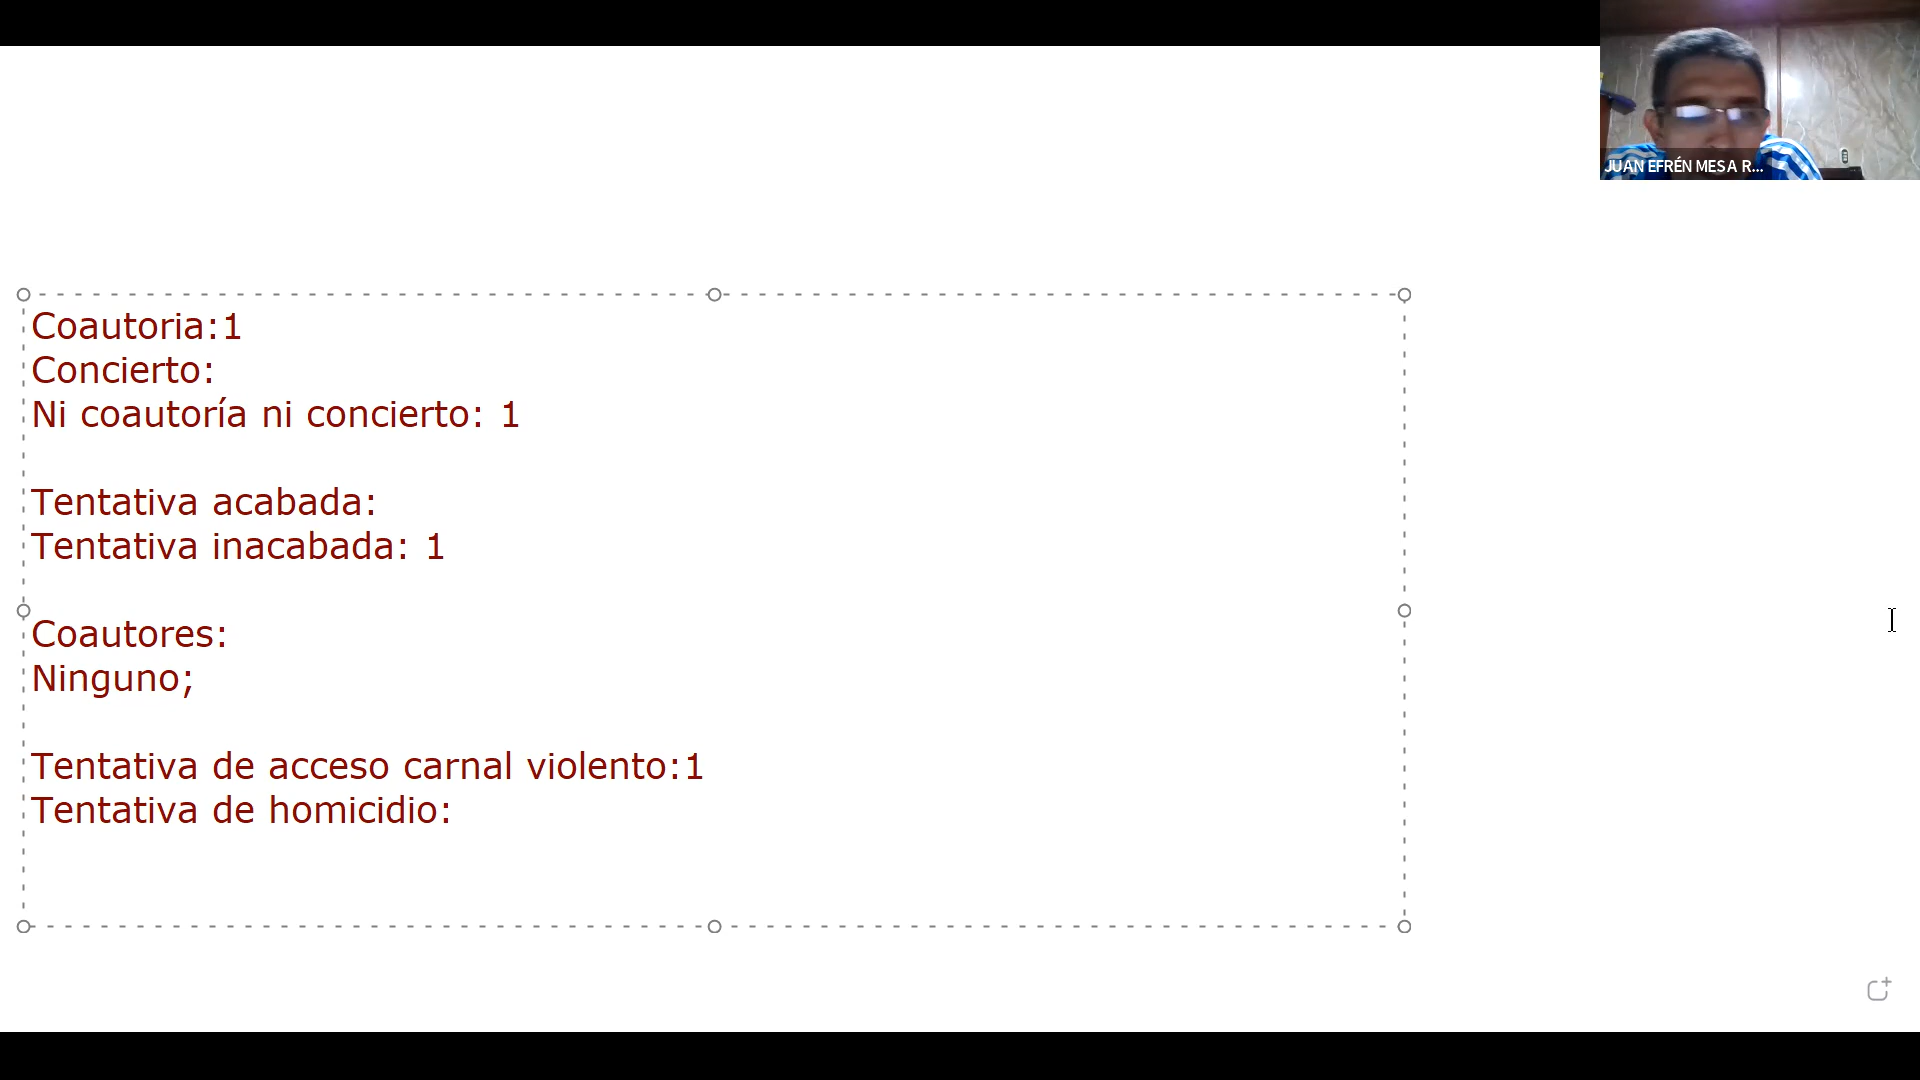 JUAN EFRÉN MESA R...
Coautoria:1
Concierto:
Ni coautoría ni concierto: 1
Tentativa acabada:
Tentativa inacabada: 1
Coautores:
Ninguno;
Tentativa de acceso carnal violento:1
Tentativa de homicidio: